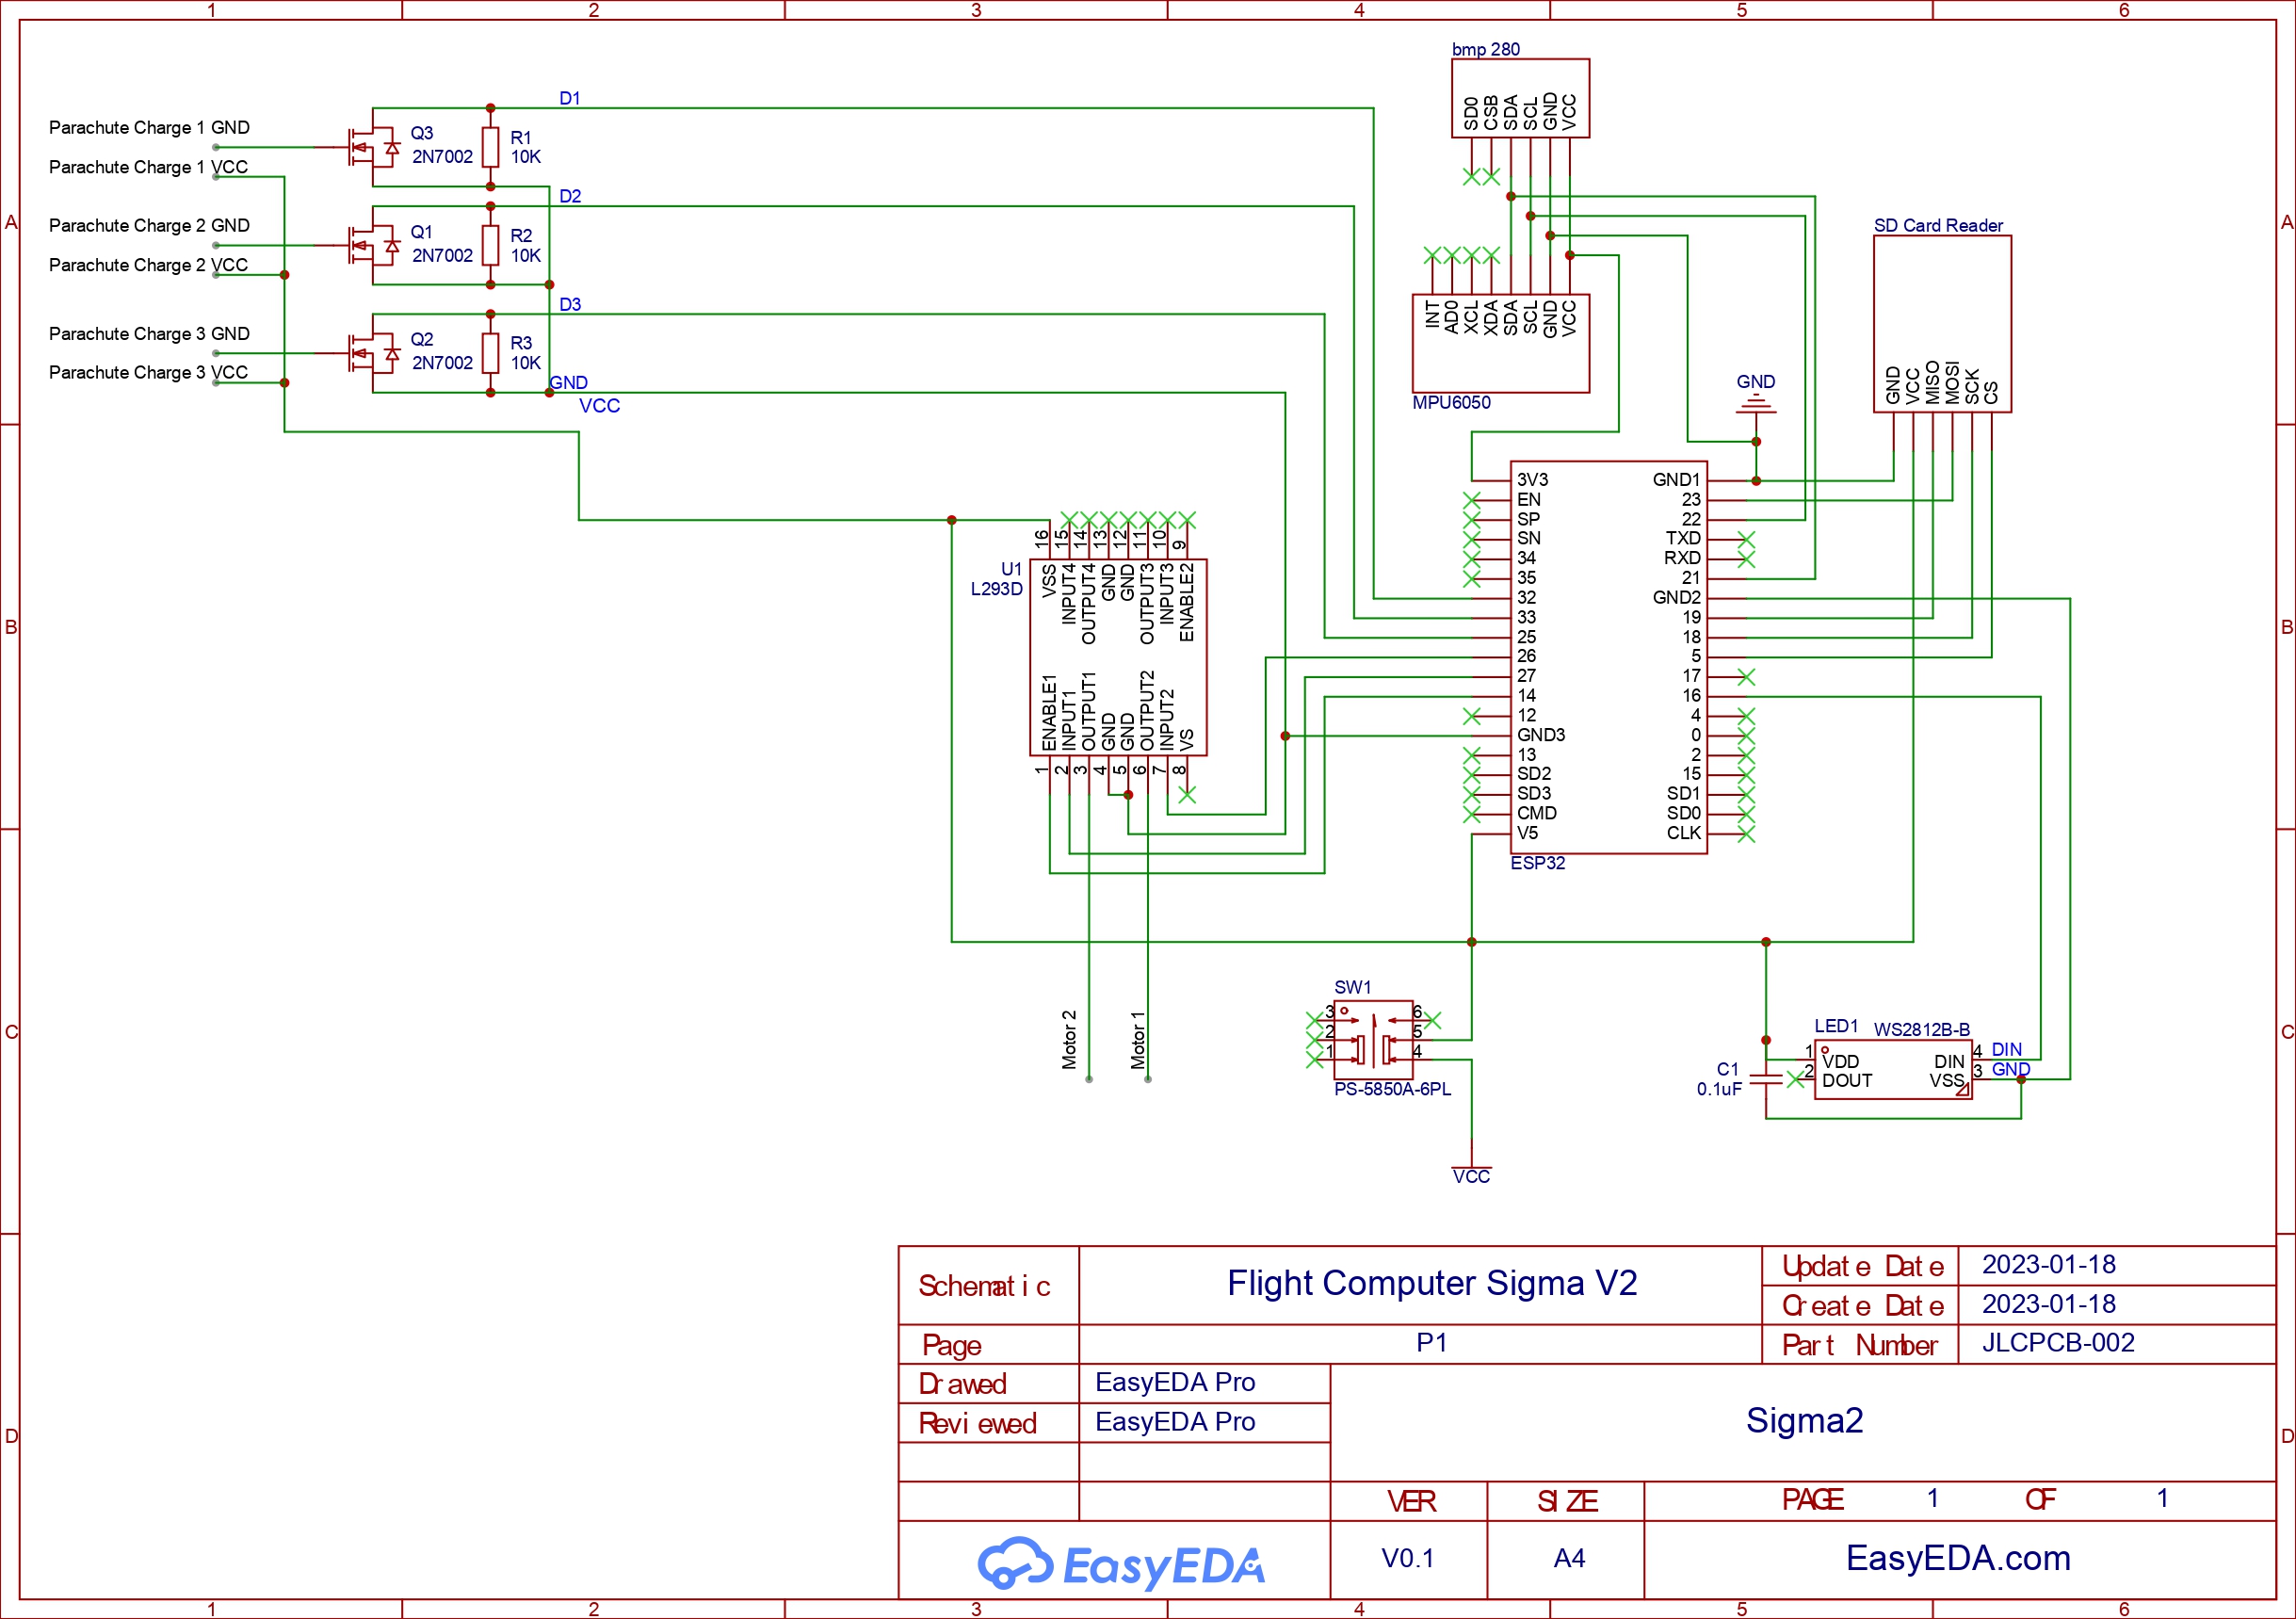 1 2 3 4 5 6
A A
B B
C C
D D
Parachute Charge 1 GND
Parachute Charge 1 VCC
Parachute Charge 2 GND
Parachute Charge 2 VCC
Parachute Charge 3 GND
Parachute Charge 3 VCC
Q3
2N7002
R1
10K
D1
Q1
2N7002
R2
10K
D2
Q2
2N7002
R3
10K
D3
GND
VCC
bmp 280
SD0
CSB
SDA
SCL
GND
VCC
INT
AD0
XCL
XDA
SDA
SCL
GND
VCC
MPU6050
SD Card Reader
GND
VCC
MISO
MOSI
SCK
CS
GND
U1
L293D
16 15 14 13 12 11 10 9
VSS
INPUT4
OUTPUT4
GND
GND
OUTPUT3
INPUT3
ENABLE2
ENABLE1
INPUT1
OUTPUT1
GND
GND
OUTPUT2
INPUT2
VS
1 2 3 4 5 6 7 8
Motor 2
Motor 1
3V3 GND1
EN 23
SP 22
SN TXD
34 RXD
35 21
32 GND2
33 19
25 18
26 5
27 17
14 16
12 4
GND3 0
13 2
SD2 15
SD3 SD1
CMD SD0
V5 CLK
ESP32
SW1
3 6
2 5
1 4
PS-5850A-6PL
VCC
LED1 WS2812B-B
1 VDD DIN 4 DIN
2 DOUT VSS 3 GND
C1
0.1uF
Schematic
Flight Computer Sigma V2
Update Date 2023-01-18
Create Date 2023-01-18
Page P1
Part Number JLCPCB-002
Drawed EasyEDA Pro
Reviewed EasyEDA Pro
Sigma2
VER SIZE PAGE 1 OF 1
EasyEDA V0.1 A4 EasyEDA.com
1 2 3 4 5 6